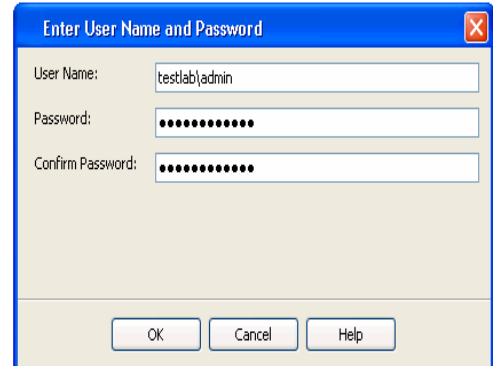 Enter User Name and Password
User Name: testlab\admin
Password: ●●●●●●●●●●●●
Confirm Password: ●●●●●●●●●●●●
OK Cancel Help